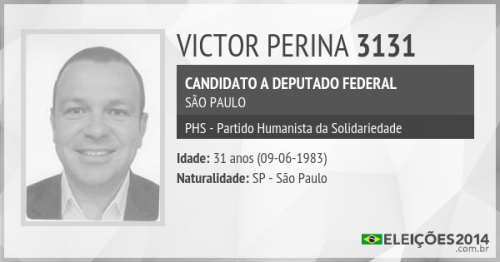 VICTOR PERINA 3131
CANDIDATO A DEPUTADO FEDERAL
SÃO PAULO
PHS - Partido Humanista da Solidariedade
Idade: 31 anos (09-06-1983)
Naturalidade: SP - São Paulo
ELEIÇÕES2014
.com.br